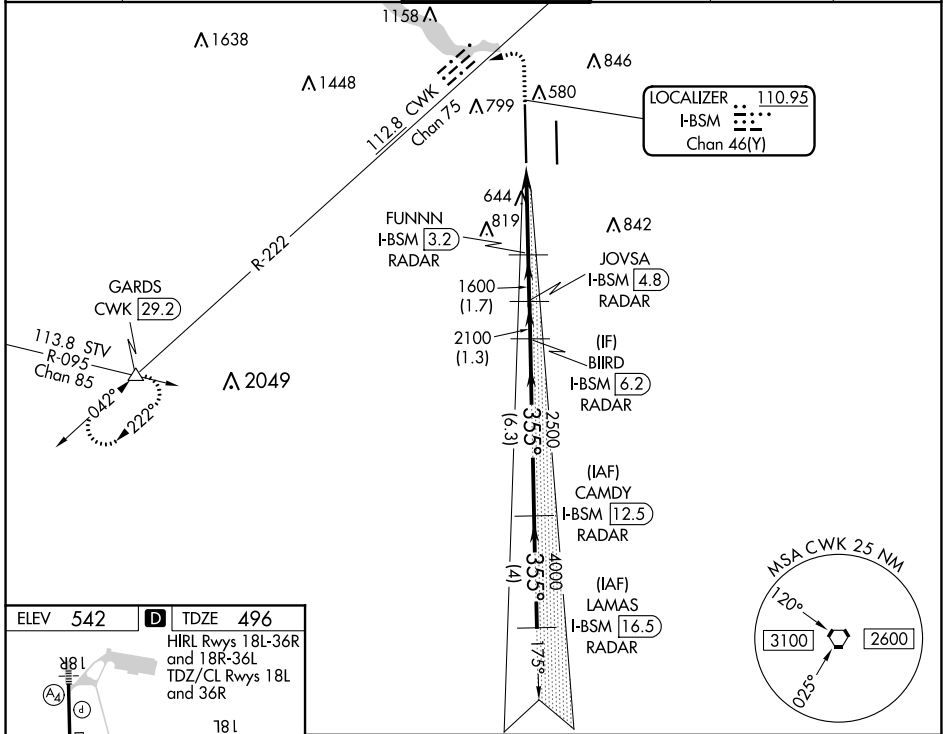 1158
1638
1448
846
112.8 CWK
Chan 75
799
580
LOCALIZER 110.95
I-BSM
Chan 46(Y)
644
819
842
FUNNN
I-BSM 3.2
RADAR
R-222
JOVSA
I-BSM 4.8
RADAR
1600
(1.7)
GARDS
CWK 29.2
2100
(1.3)
(IF)
BIIRD
I-BSM 6.2
RADAR
113.8 STV
R-095
Chan 85
2049
042°
222°
355°
2500
(6.3)
(IAF)
CAMDY
I-BSM 12.5
RADAR
355°
4000
(4)
(IAF)
LAMAS
I-BSM 16.5
RADAR
175°
MSA CWK 25 NM
120°
3100
2600
025°
ELEV 542 D TDZE 496
HIRL Rwys 18L-36R
and 18R-36L
TDZ/CL Rwys 18L
and 36R
18R
A4
P
18L